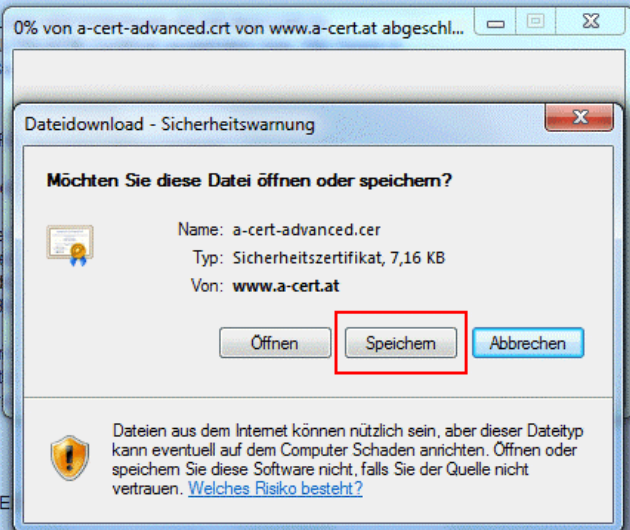 0% von a-cert-advanced.crt von www.a-cert.at abgeschl...
Dateidownload - Sicherheitswarnung
Möchten Sie diese Datei öffnen oder speichern?
Name: a-cert-advanced.cer
Typ: Sicherheitszertifikat, 7,16 KB
Von: www.a-cert.at
Öffnen Speichern Abbrechen
Dateien aus dem Internet können nützlich sein, aber dieser Dateityp
kann eventuell auf dem Computer Schaden anrichten. Öffnen oder
speichern Sie diese Software nicht, falls Sie der Quelle nicht
vertrauen. Welches Risiko besteht?